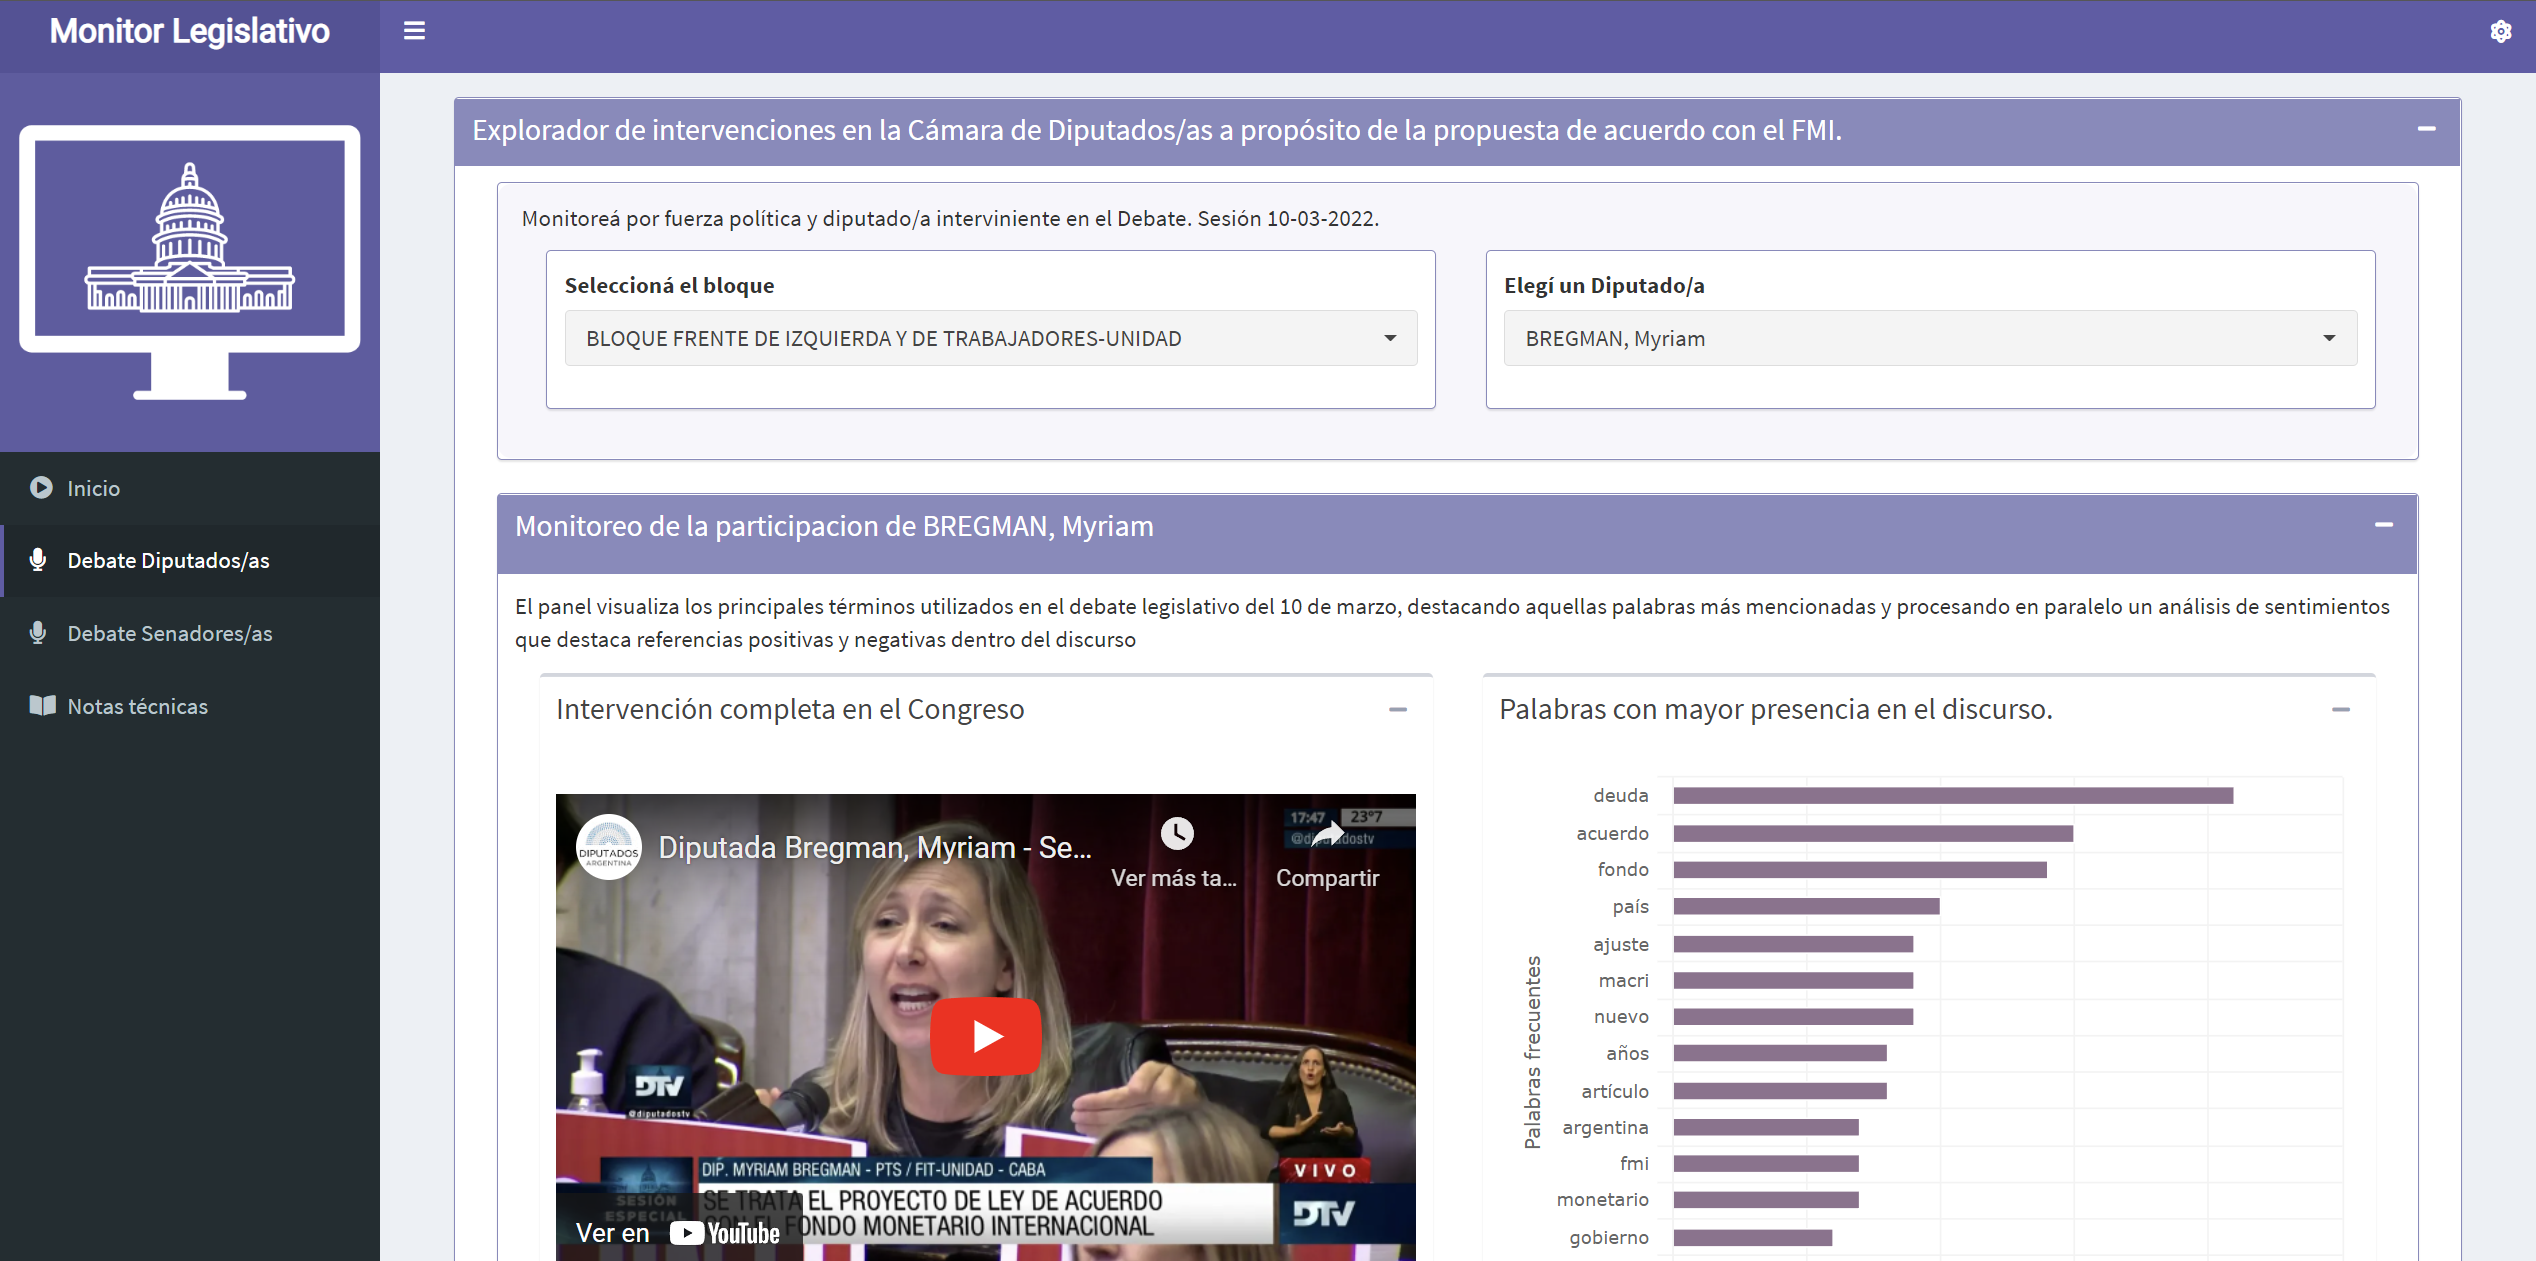 Monitor Legislativo
Inicio
Debate Diputados/as
Debate Senadores/as
Notas técnicas
Explorador de intervenciones en la Cámara de Diputados/as a propósito de la propuesta de acuerdo con el FMI.
Monitoreá por fuerza política y diputado/a interviniente en el Debate. Sesión 10-03-2022.
Seleccioná el bloque
BLOQUE FRENTE DE IZQUIERDA Y DE TRABAJADORES-UNIDAD
Elegí un Diputado/a
BREGMAN, Myriam
Monitoreo de la participacion de BREGMAN, Myriam
El panel visualiza los principales términos utilizados en el debate legislativo del 10 de marzo, destacando aquellas palabras más mencionadas y procesando en paralelo un análisis de sentimientos
que destaca referencias positivas y negativas dentro del discurso
Intervención completa en el Congreso
DIPUTADOS
ARGENTINA
Diputada Bregman, Myriam - Se...
Ver más ta...
Compartir
17:47 23°7
@diputadostv
DTV
@diputadostv
DIP. MYRIAM BREGMAN - PTS / FIT-UNIDAD - CABA
VIVO
SESIÓN
ESPECIAL
SE TRATA EL PROYECTO DE LEY DE ACUERDO
CON EL FONDO MONETARIO INTERNACIONAL
DTV
Ver en YouTube
Palabras con mayor presencia en el discurso.
Palabras frecuentes
deuda
acuerdo
fondo
país
ajuste
macri
nuevo
años
artículo
argentina
fmi
monetario
gobierno